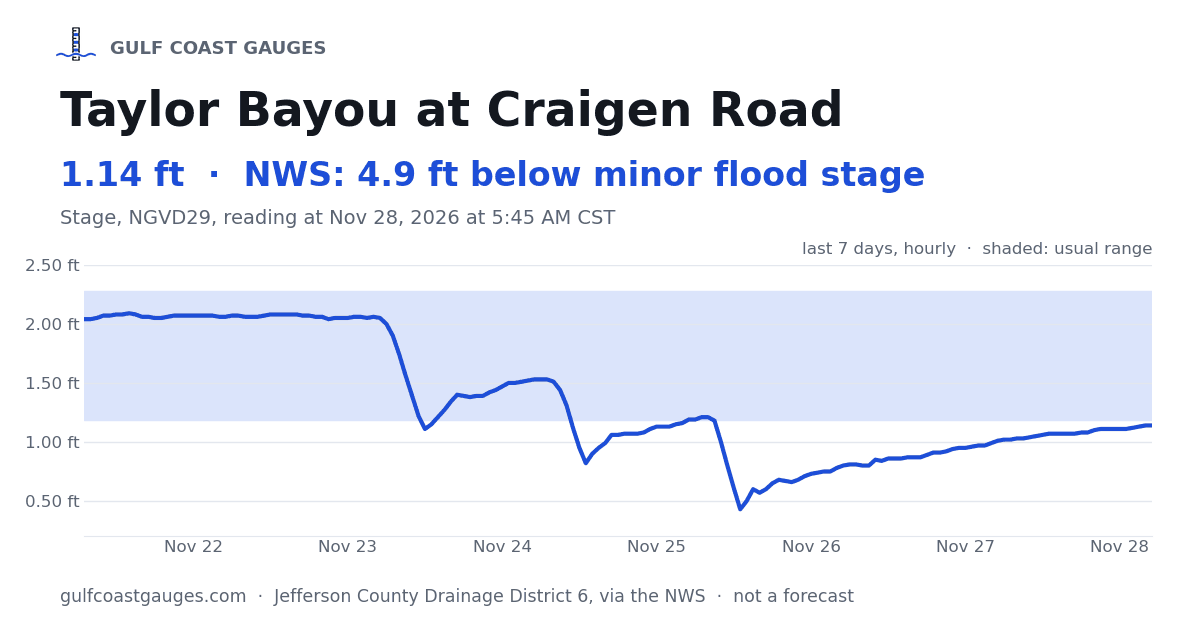 GULF COAST GAUGES
Taylor Bayou at Craigen Road
1.14 ft · NWS: 4.9 ft below minor flood stage
Stage, NGVD29, reading at Nov 28, 2026 at 5:45 AM CST
last 7 days, hourly · shaded: usual range
2.50 ft
2.00 ft
1.50 ft
1.00 ft
0.50 ft
Nov 22 Nov 23 Nov 24 Nov 25 Nov 26 Nov 27 Nov 28
gulfcoastgauges.com · Jefferson County Drainage District 6, via the NWS · not a forecast